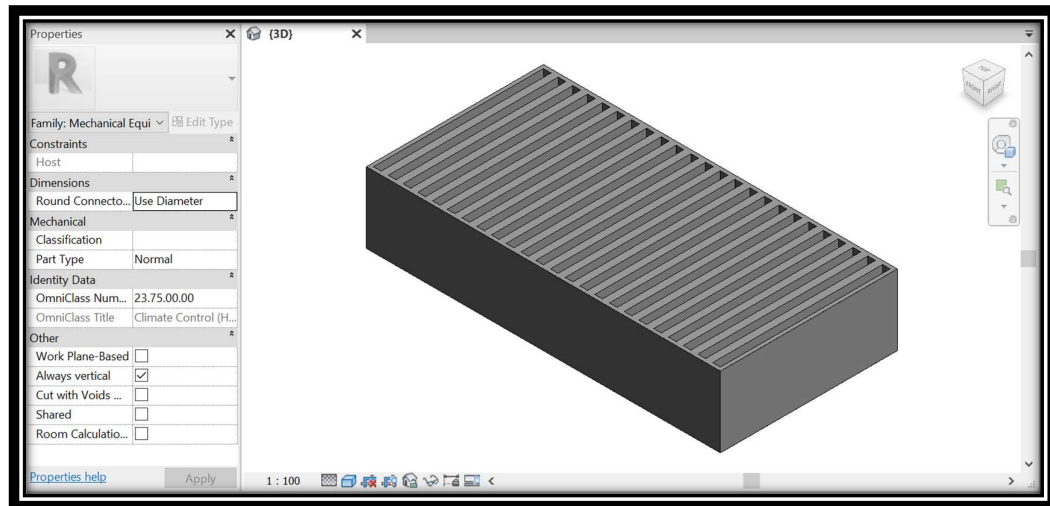 Properties
{3D}
R
Family: Mechanical Equi
Edit Type
Constraints
Host
Dimensions
Round Connecto... Use Diameter
Mechanical
Classification
Part Type Normal
Identity Data
OmniClass Num... 23.75.00.00
OmniClass Title Climate Control (H...
Other
Work Plane-Based
Always vertical
Cut with Voids ...
Shared
Room Calculatio...
Properties help
Apply
1 : 100
TOP
FRONT